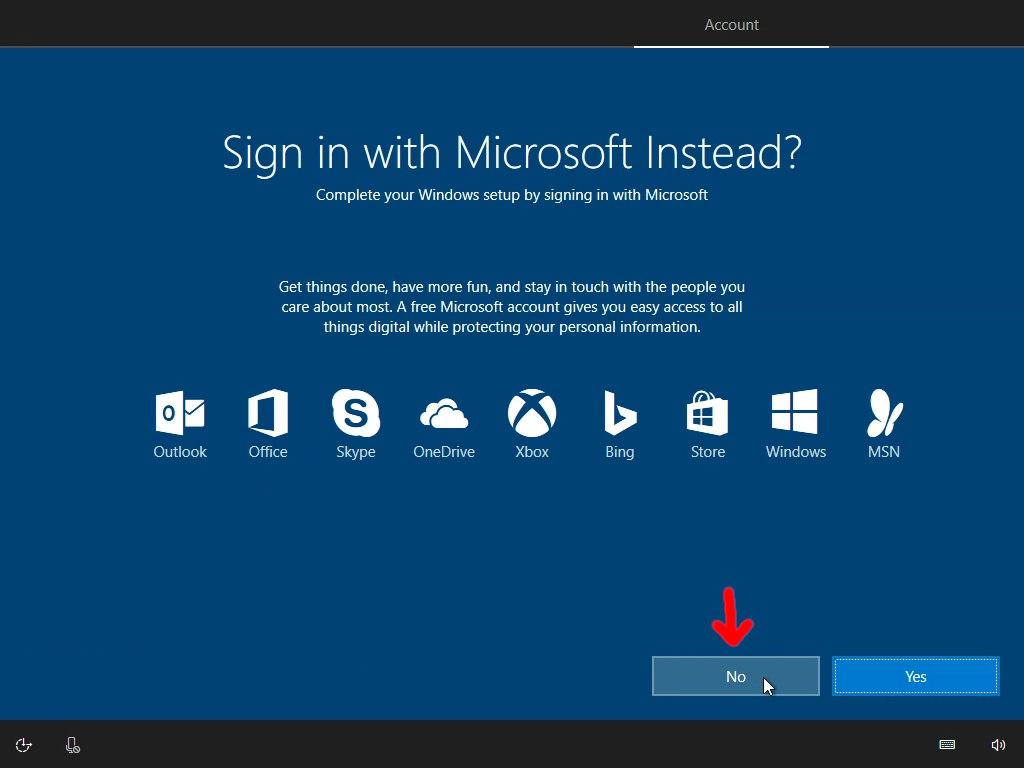 Account
Sign in with Microsoft Instead?
Complete your Windows setup by signing in with Microsoft
Get things done, have more fun, and stay in touch with the people you
care about most. A free Microsoft account gives you easy access to all
things digital while protecting your personal information.
Outlook Office Skype OneDrive Xbox Bing Store Windows MSN
No Yes